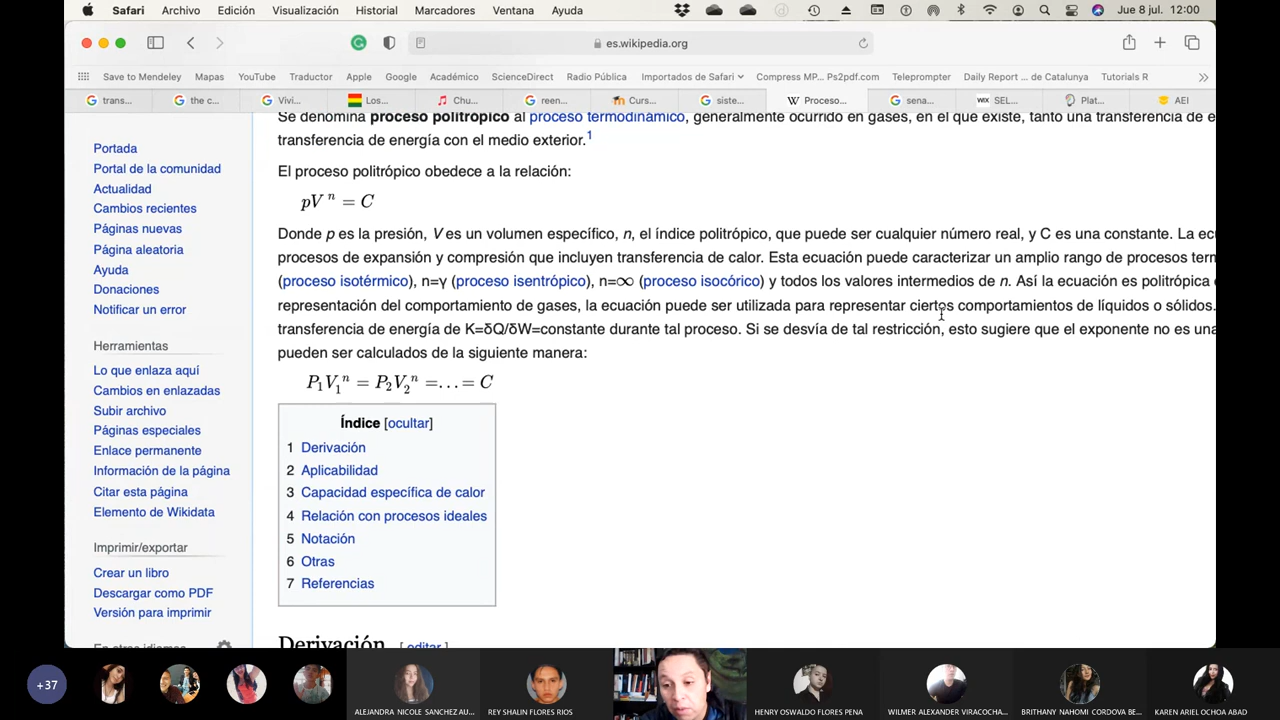 Safari Archivo Edición Visualización Historial Marcadores Ventana Ayuda Jue 8 jul. 12:00
es.wikipedia.org
Save to Mendeley Mapas YouTube Traductor Apple Google Académico ScienceDirect Radio Pública Importados de Safari Compress MP... Ps2pdf.com Teleprompter Daily Report ... de Catalunya Tutorials R
trans... the c... Vivi... Los... Chu... reen... Curs... siste... W Proceso... sena... WIX SEL... Plat... AEI
Se denomina proceso politrópico al proceso termodinámico, generalmente ocurrido en gases, en el que existe, tanto una transferencia de e
transferencia de energía con el medio exterior.1
El proceso politrópico obedece a la relación:
pV n = C
Donde p es la presión, V es un volumen específico, n, el índice politrópico, que puede ser cualquier número real, y C es una constante. La ecu
procesos de expansión y compresión que incluyen transferencia de calor. Esta ecuación puede caracterizar un amplio rango de procesos tern
(proceso isotérmico), n=γ (proceso isentrópico), n=∞ (proceso isocórico) y todos los valores intermedios de n. Así la ecuación es politrópica
representación del comportamiento de gases, la ecuación puede ser utilizada para representar ciertos comportamientos de líquidos o sólidos.
transferencia de energía de K=δQ/δW=constante durante tal proceso. Si se desvía de tal restricción, esto sugiere que el exponente no es una
pueden ser calculados de la siguiente manera:
P1V1n = P2V2n =...= C
Índice [ocultar]
1 Derivación
2 Aplicabilidad
3 Capacidad específica de calor
4 Relación con procesos ideales
5 Notación
6 Otras
7 Referencias
Derivación [ editar ]
Portada
Portal de la comunidad
Actualidad
Cambios recientes
Páginas nuevas
Página aleatoria
Ayuda
Donaciones
Notificar un error
Herramientas
Lo que enlaza aquí
Cambios en enlazadas
Subir archivo
Páginas especiales
Enlace permanente
Información de la página
Citar esta página
Elemento de Wikidata
Imprimir/exportar
Crear un libro
Descargar como PDF
Versión para imprimir
En otros idiomas
+37
ALEJANDRA NICOLE SANCHEZ AU...
REY SHALIN FLORES RIOS
HENRY OSWALDO FLORES PENA
WILMER ALEXANDER VIRACOCHA...
BRITHANY NAHOMI CORDOVA BE...
KAREN ARIEL OCHOA ABAD